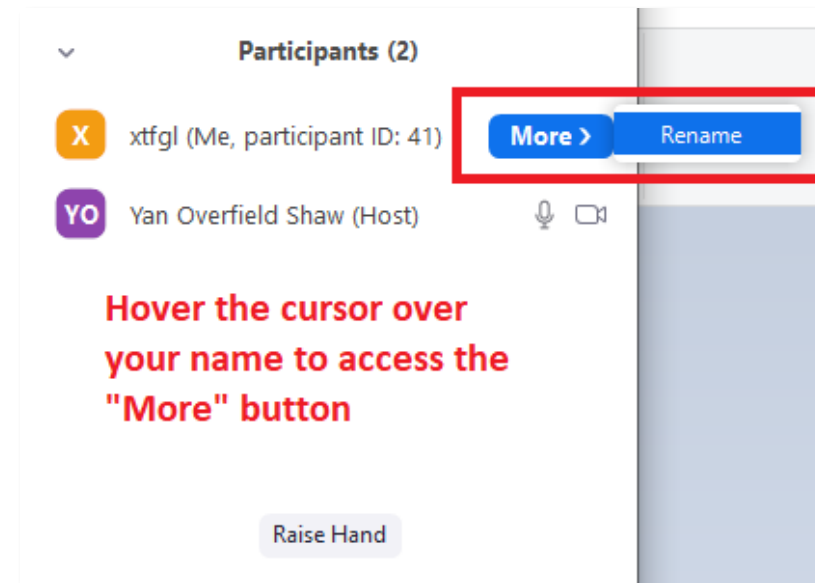 Participants (2)
X xtfgl (Me, participant ID: 41) More > Rename
YO Yan Overfield Shaw (Host)
Hover the cursor over
your name to access the
"More" button
Raise Hand